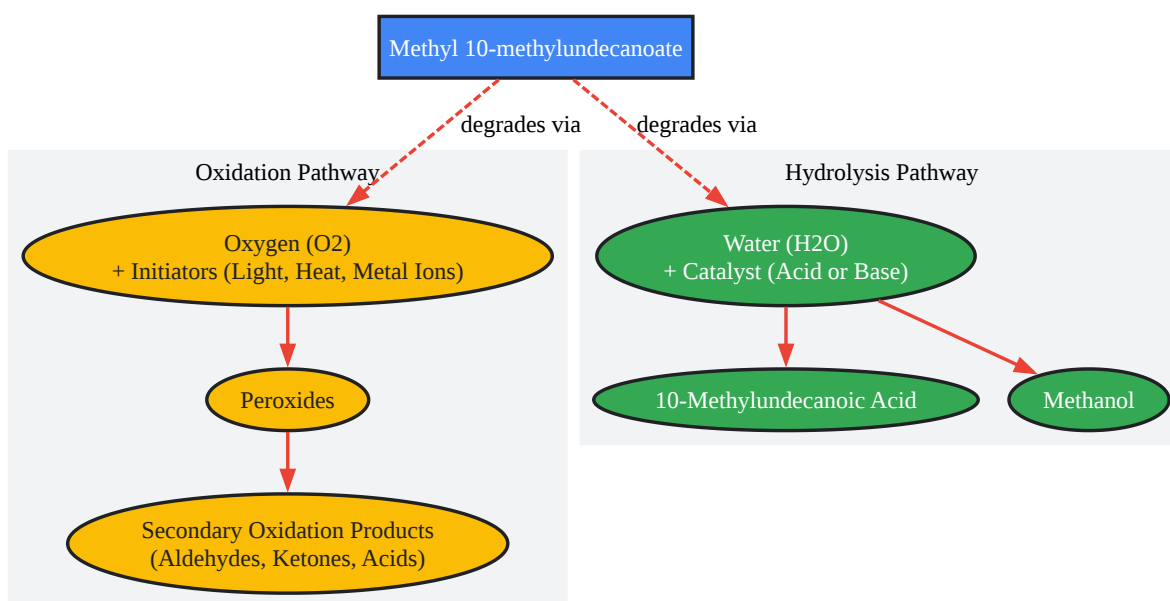 Methyl 10-methylundecanoate
degrades via
degrades via
Oxidation Pathway
Hydrolysis Pathway
Oxygen (O2)
+ Initiators (Light, Heat, Metal Ions)
Water (H2O)
+ Catalyst (Acid or Base)
Peroxides
10-Methylundecanoic Acid
Methanol
Secondary Oxidation Products
(Aldehydes, Ketones, Acids)